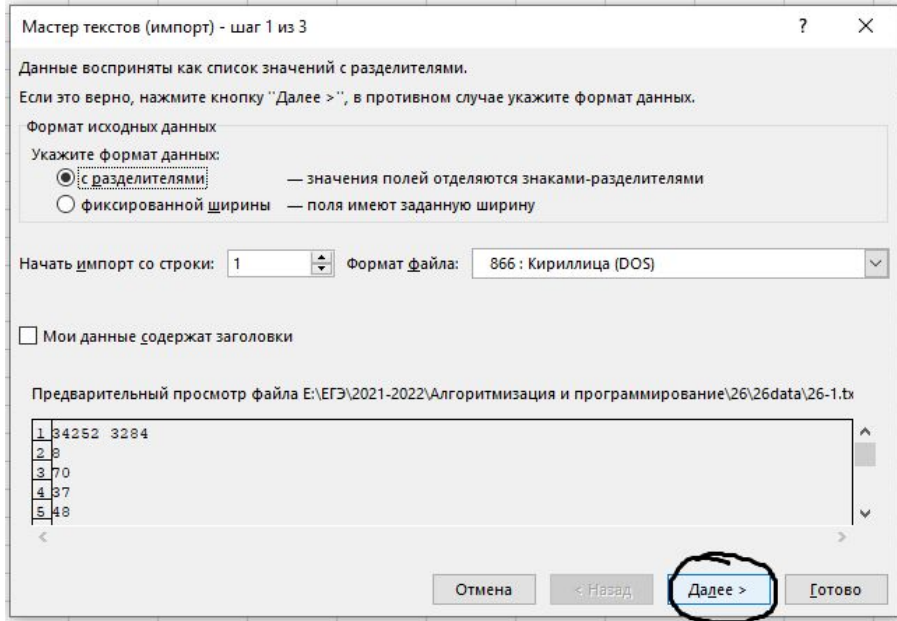 Мастер текстов (импорт) - шаг 1 из 3 ?
Данные восприняты как список значений с разделителями.
Если это верно, нажмите кнопку "Далее >", в противном случае укажите формат данных.
Формат исходных данных
Укажите формат данных:
с разделителями — значения полей отделяются знаками-разделителями
фиксированной ширины — поля имеют заданную ширину
Начать импорт со строки: 1 Формат файла: 866 : Кириллица (DOS)
Мои данные содержат заголовки
Предварительный просмотр файла E:\ЕГЭ\2021-2022\Алгоритмизация и программирование\26\26data\26-1.tx
1 34252 3284
2 8
3 70
4 37
5 48
Отмена < Назад Далее > Готово